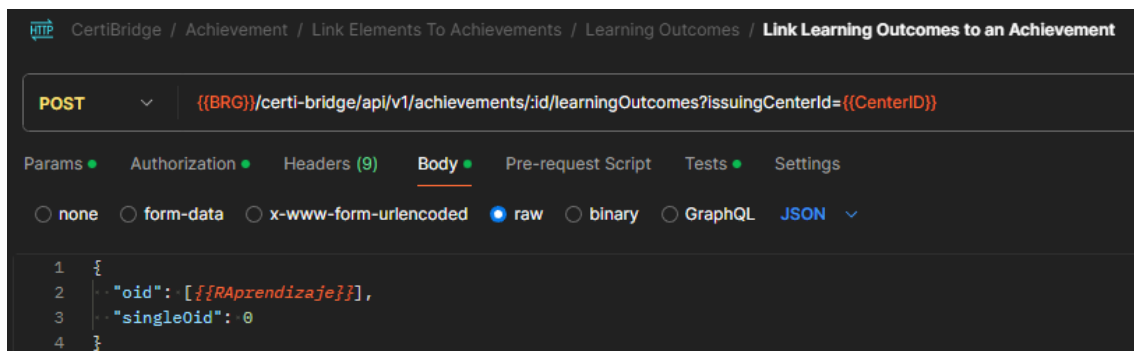 HTTP CertiBridge / Achievement / Link Elements To Achievements / Learning Outcomes / Link Learning Outcomes to an Achievement
POST {{BRG}}/certi-bridge/api/v1/achievements/:id/learningOutcomes?issuingCenterId={{CenterID}}
Params Authorization Headers (9) Body Pre-request Script Tests Settings
none form-data x-www-form-urlencoded raw binary GraphQL JSON
1 {
2 "oid": [{{RAprendizaje}}],
3 "singleOid": 0
4 }